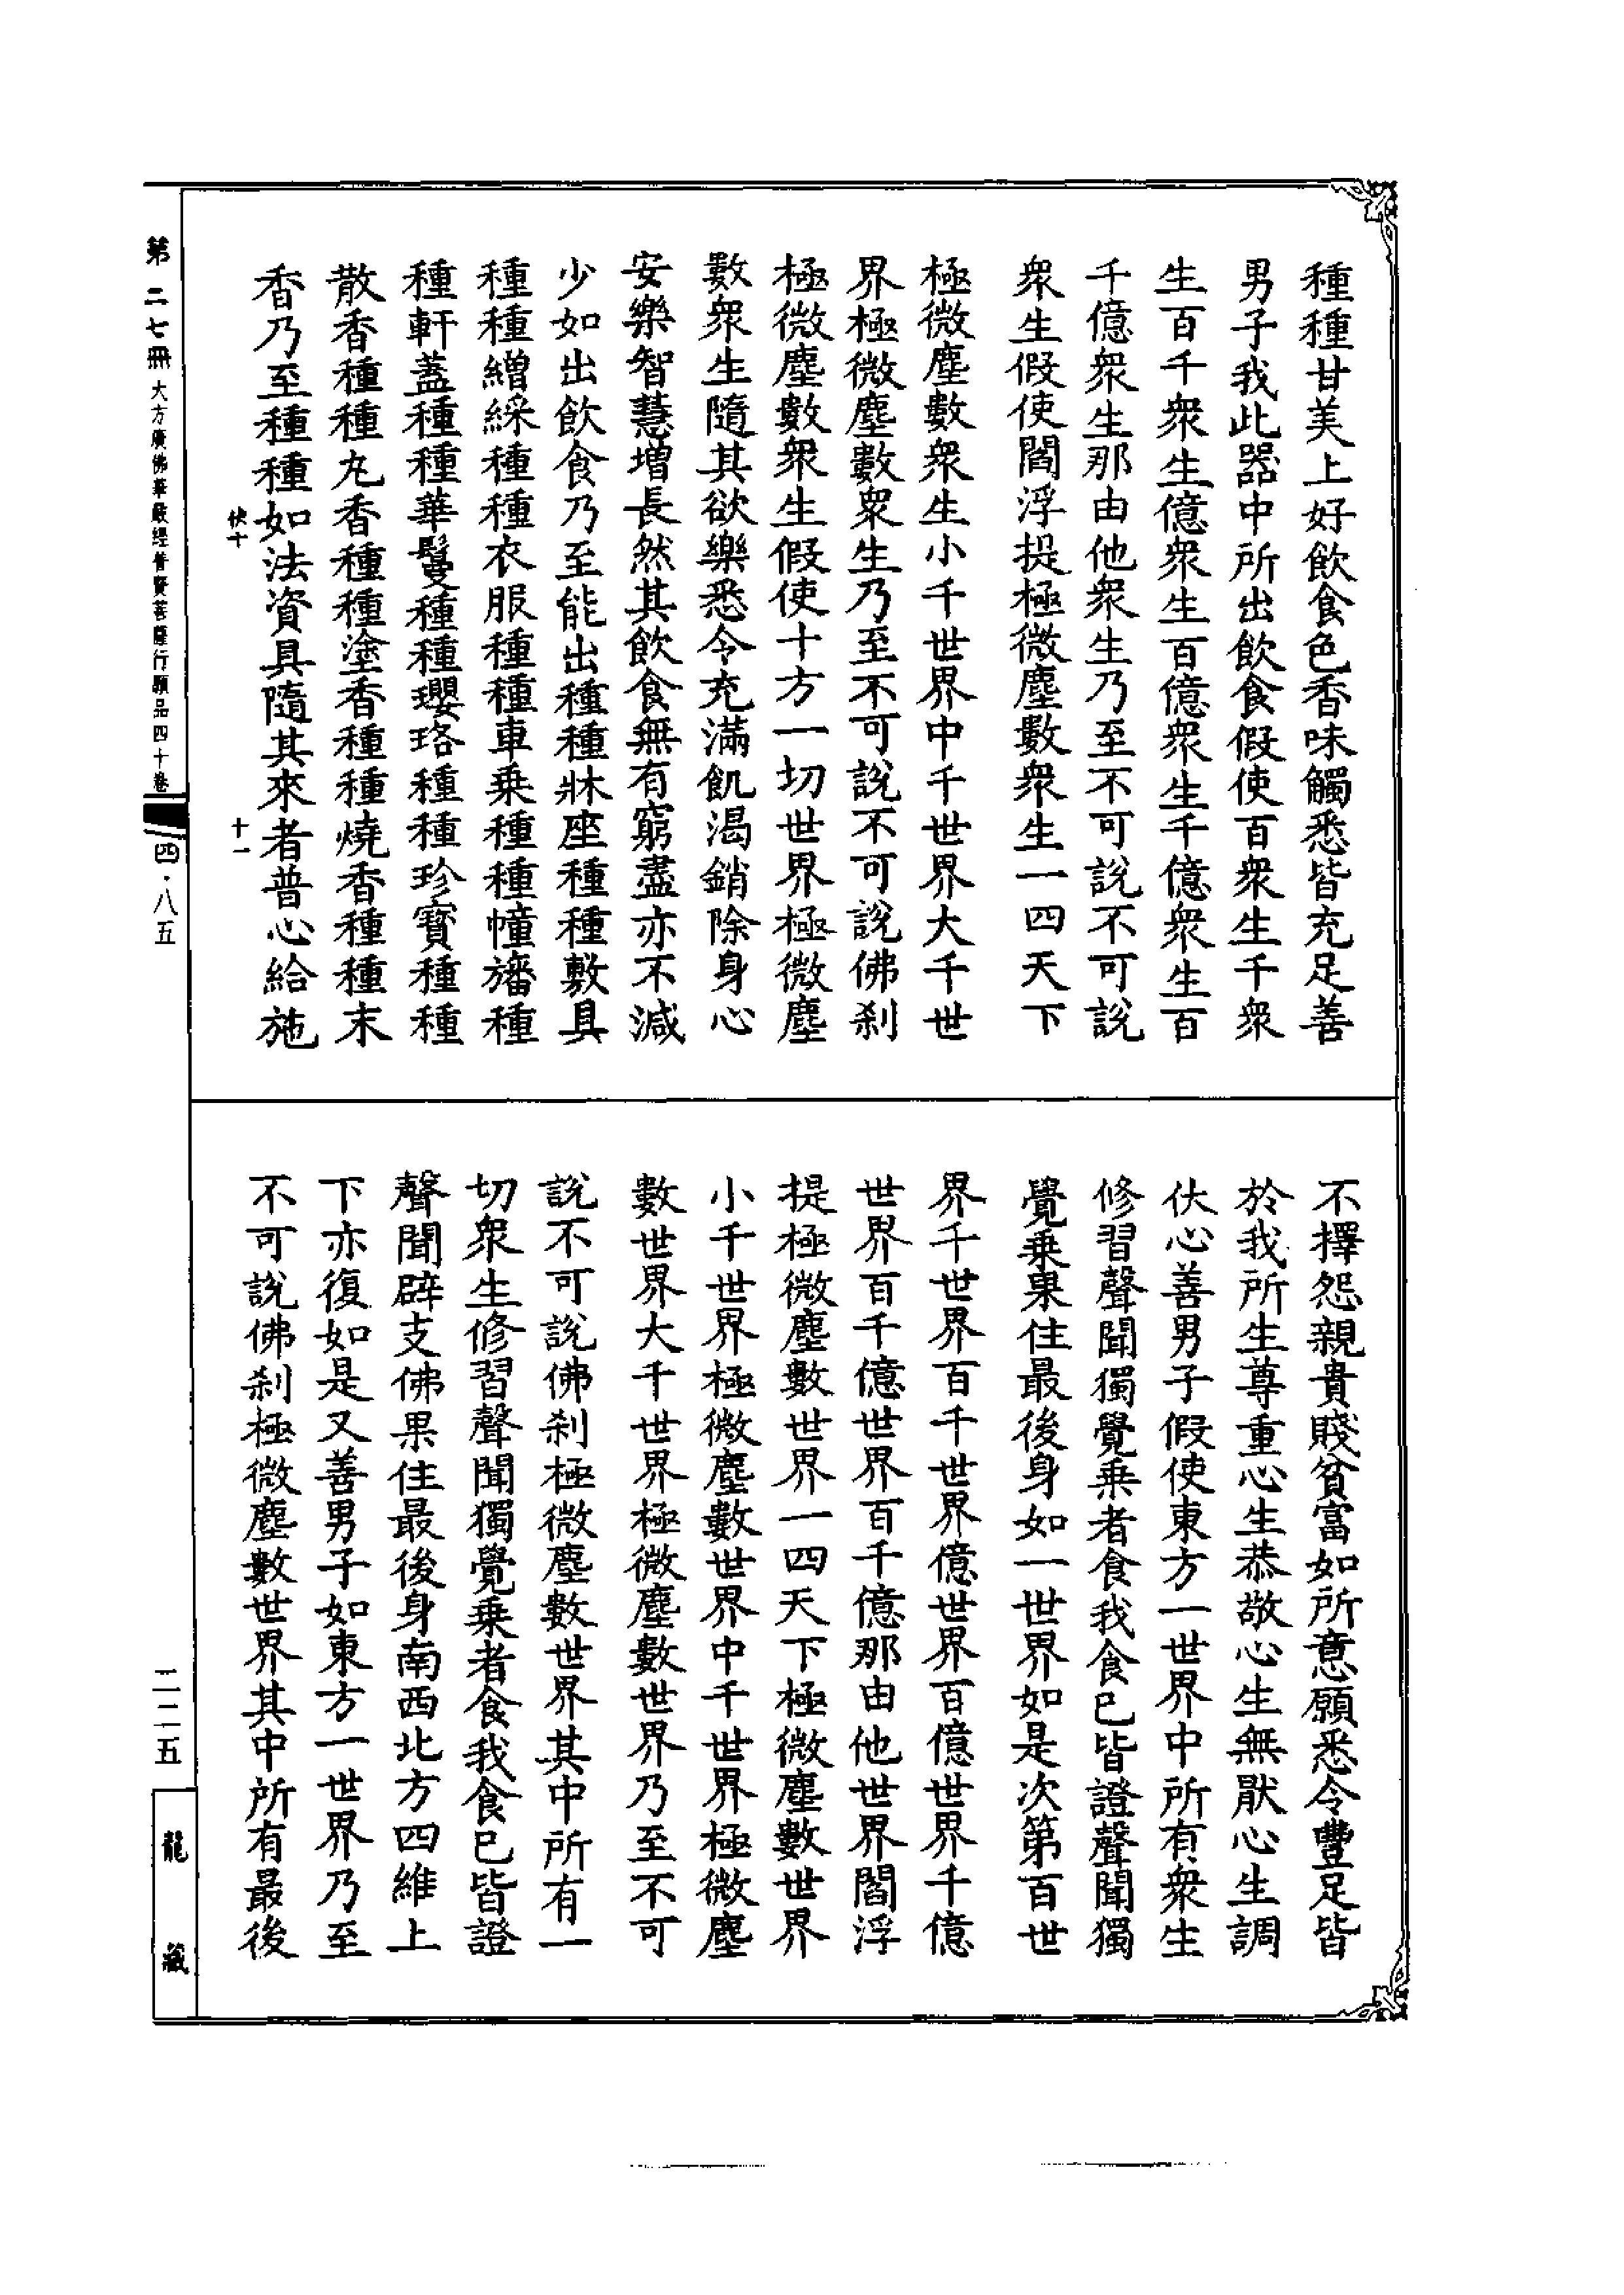 種種甘美上好飲食色香味觸悉皆充足善
男子我此器中所出飲食假使百衆生千衆
生百千衆生億衆生百億衆生千億衆生百
千億衆生那由他衆生乃至不可說不可說
衆生假使閻浮提極微塵數衆生一四天下
極微塵數衆生小千世界中千世界大千世
界極微塵數衆生乃至不可說不可說佛刹
極微塵數衆生假使十方一切世界極微塵
數衆生隨其欲樂悉令充滿飢渴銷除身心
安樂智慧增長然其飲食無有窮盡亦不減
少如出飲食乃至能出種種牀座種種敷具
種種繒綵種種衣服種種車乗種種幢旛種
種軒蓋種種華鬘種種瓔珞種種珍寳種種
散香種種丸香種種塗香種種燒香種種末
香乃至種種如法資具隨其來者普心給施
十一
不擇怨親貴賤貧富如所意願悉令豐足皆
於我所生尊重心生恭敬心生無厭心生調
伏心善男子假使東方一世界中所有衆生
修習聲聞獨覺乗者食我食已皆證聲聞獨
覺乗果住最後身如一世界如是次第百世
界千世界百千世界億世界百億世界千億
世界百千億世界百千億那由他世界閻浮
提極微塵數世界一四天下極微塵數世界
小千世界極微塵數世界中千世界極微塵
數世界大千世界極微塵數世界乃至不可
說不可說佛刹極微塵數世界其中所有一
切衆生修習聲聞獨覺乗者食我食已皆證
聲聞辟支佛果住最後身南西北方四維上
下亦復如是又善男子如東方一世界乃至
不可說佛刹極微塵數世界其中所有最後
第二七冊 大方廣佛華嚴經普賢菩薩行願品四十卷
四·八五
二二五
龍藏